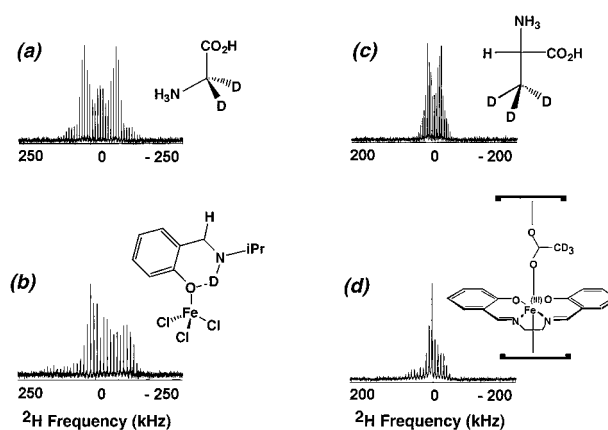 (a)
CO₂H
H₃N
D
D
250 0 - 250
(c)
NH₃
H
CO₂H
D
D
D
200 0 - 200
(b)
H
iPr
N
D
O
Fe
Cl
Cl
Cl
250 0 - 250
²H Frequency (kHz)
(d)
O
CD₃
O
(III)
O
O
Fe
N
N
200 0 - 200
²H Frequency (kHz)